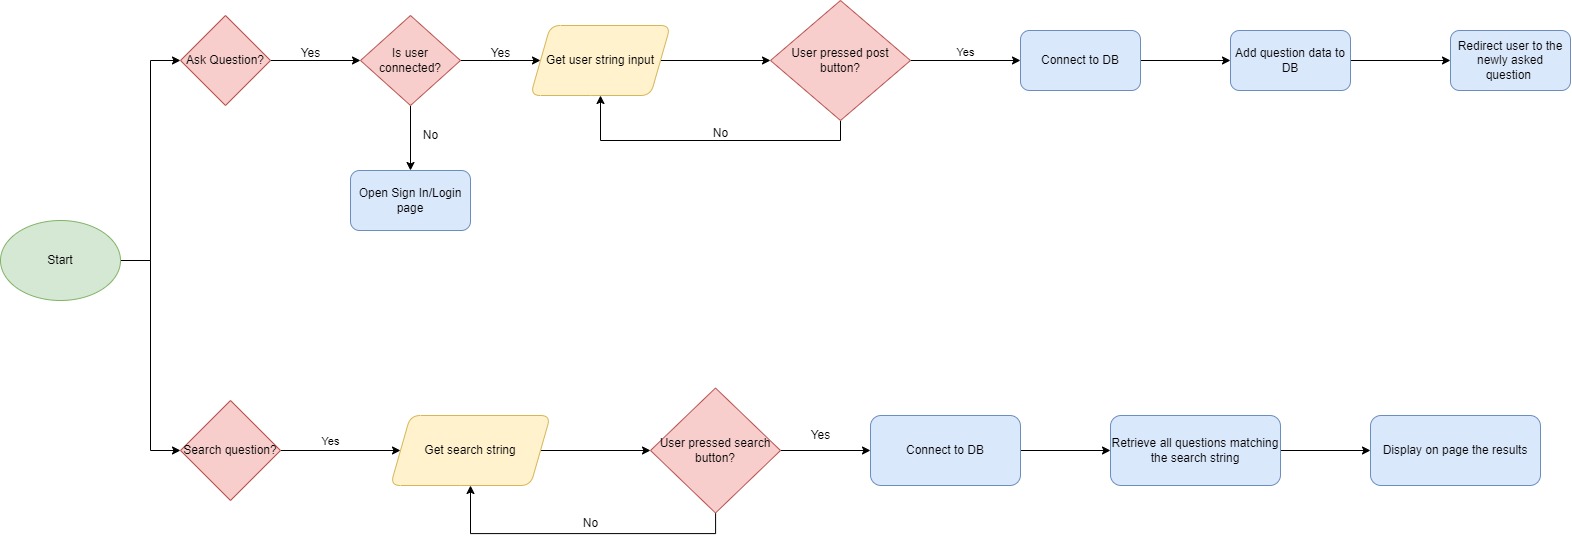 Ask Question?
Yes
Is user
connected?
Yes
Get user string input
User pressed post
button?
Yes
Connect to DB
Add question data to
DB
Redirect user to the
newly asked
question
No
No
Open Sign In/Login
page
Start
Search question?
Yes
Get search string
User pressed search
button?
Yes
Connect to DB
Retrieve all questions matching
the search string
Display on page the results
No